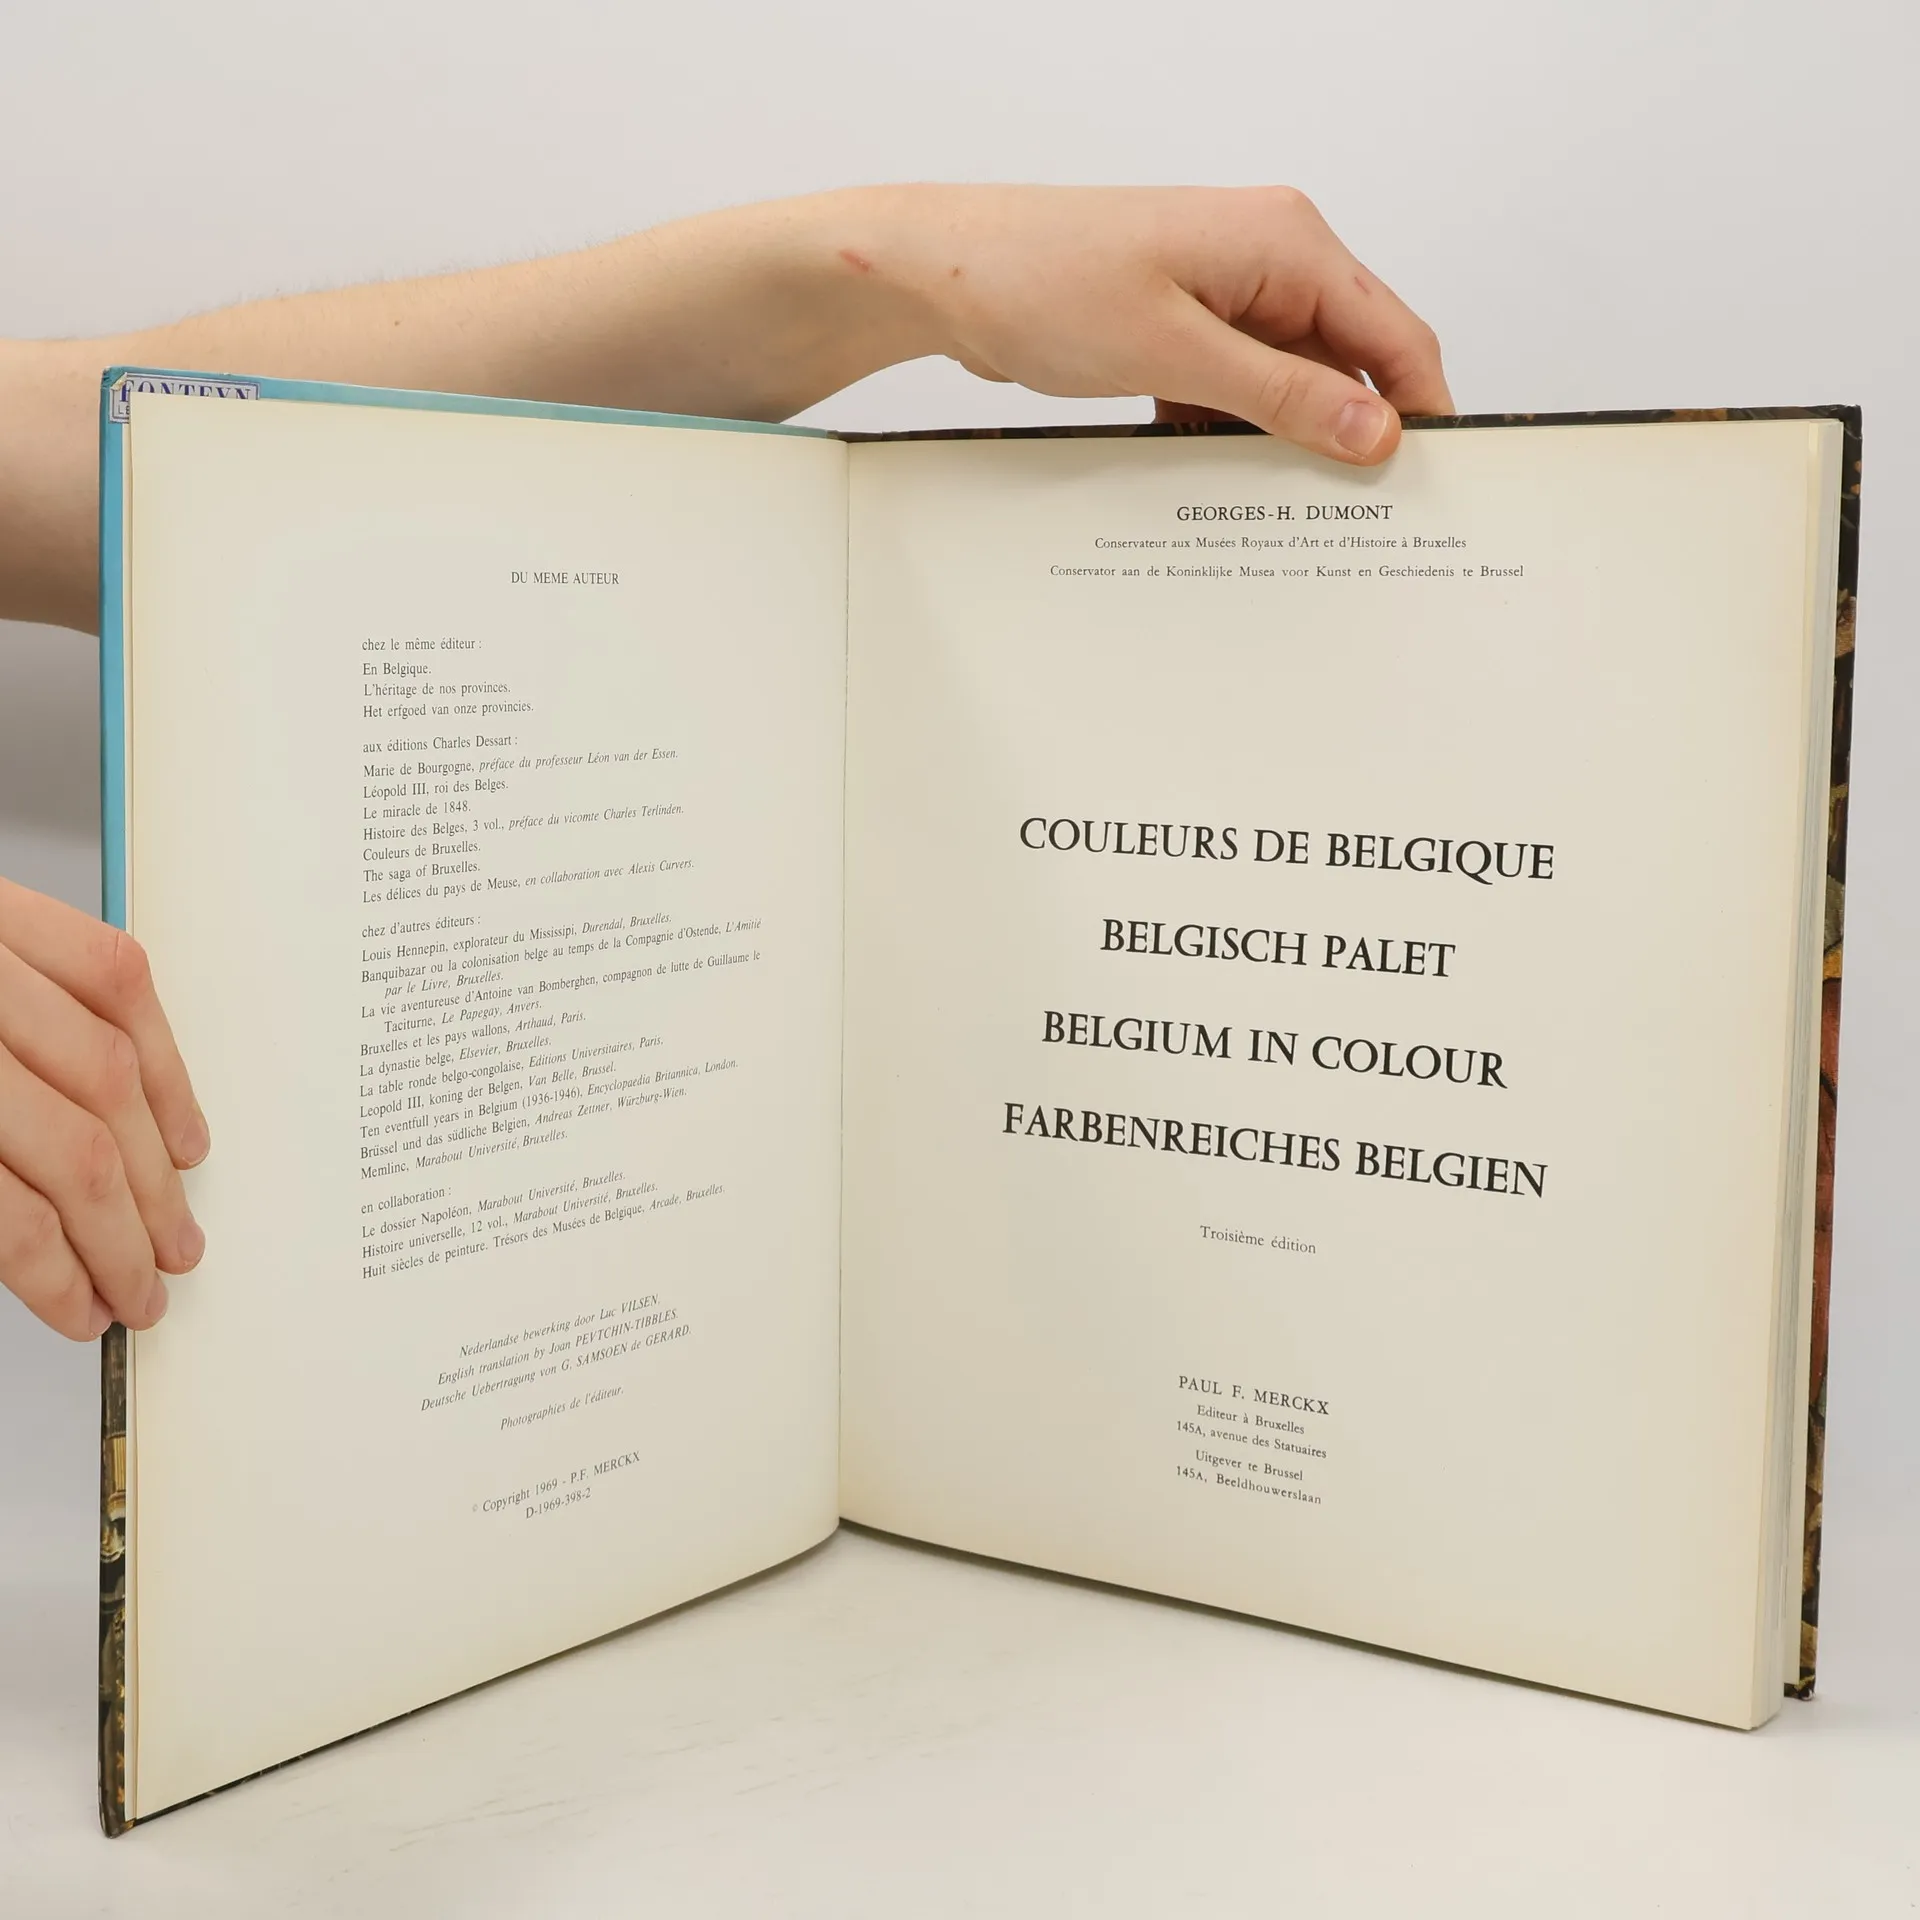 FONTEYN
DU MEME AUTEUR
chez le même éditeur :
En Belgique.
L'héritage de nos provinces.
Het erfgoed van onze provincies.
aux éditions Charles Dessart :
Marie de Bourgogne, préface du professeur Léon van der Essen.
Léopold III, roi des Belges.
Le miracle de 1848.
Histoire des Belges, 3 vol., préface du vicomte Charles Terlinden.
Couleurs de Bruxelles.
The saga of Bruxelles.
Les délices du pays de Meuse, en collaboration avec Alexis Curvers.
chez d'autres éditeurs :
Louis Hennepin, explorateur du Mississipi, Durendal, Bruxelles.
Banquibazar ou la colonisation belge au temps de la Compagnie d'Ostende, L'Amitié
par le Livre, Bruxelles.
La vie aventureuse d'Antoine van Bomberghen, compagnon de lutte de Guillaume le
Taciturne, Le Papegay, Anvers.
Bruxelles et les pays wallons, Arthaud, Paris.
La dynastie belge, Elsevier, Bruxelles.
La table ronde belgo-congolaise, Editions Universitaires, Paris.
Leopold III, koning der Belgen, Van Belle, Brussel.
Ten eventfull years in Belgium (1936-1946), Encyclopaedia Britannica, London.
Brüssel und das südliche Belgien, Andreas Zettner, Würzburg-Wien.
Memlinc, Marabout Université, Bruxelles.
en collaboration :
Le dossier Napoléon, Marabout Université, Bruxelles.
Histoire universelle, 12 vol., Marabout Université, Bruxelles.
Huit siècles de peinture. Trésors des Musées de Belgique, Arcade, Bruxelles.
Nederlandse bewerking door Luc VILSEN.
English translation by Joan PEVTCHIN-TIBBLES.
Deutsche Uebertragung von G. SAMSOEN de GERARD.
Photographies de l'éditeur.
© Copyright 1969 - P.F. MERCKX
D-1969-398-2
GEORGES-H. DUMONT
Conservateur aux Musées Royaux d'Art et d'Histoire à Bruxelles
Conservator aan de Koninklijke Musea voor Kunst en Geschiedenis te Brussel
COULEURS DE BELGIQUE
BELGISCH PALET
BELGIUM IN COLOUR
FARBENREICHES BELGIEN
Troisième édition
PAUL F. MERCKX
Editeur à Bruxelles
145A, avenue des Statuaires
Uitgever te Brussel
145A, Beeldhouwerslaan